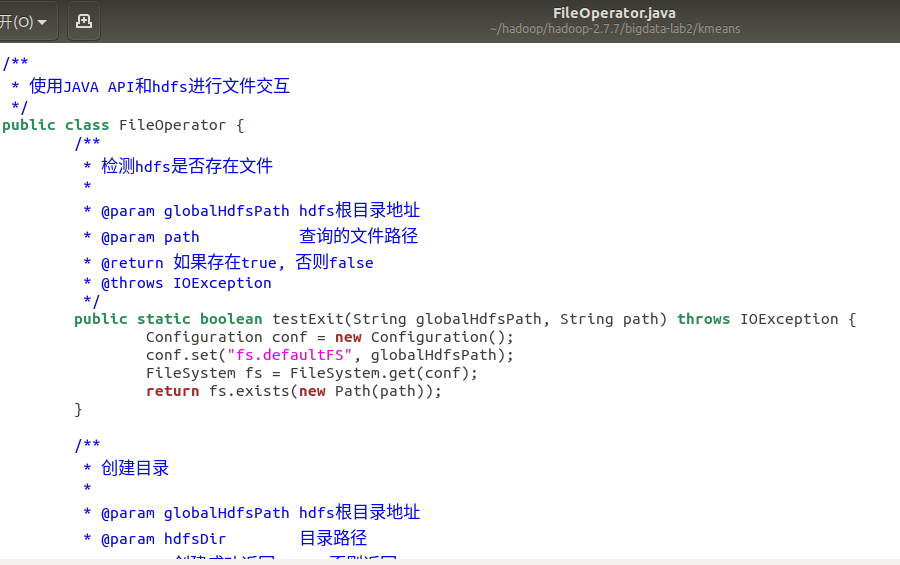 开(O)
FileOperator.java
~/hadoop/hadoop-2.7.7/bigdata-lab2/kmeans
/**
 * 使用JAVA API和hdfs进行文件交互
 */
public class FileOperator {
        /**
         * 检测hdfs是否存在文件
         *
         * @param globalHdfsPath hdfs根目录地址
         * @param path              查询的文件路径
         * @return 如果存在true, 否则false
         * @throws IOException
         */
        public static boolean testExit(String globalHdfsPath, String path) throws IOException {
                Configuration conf = new Configuration();
                conf.set("fs.defaultFS", globalHdfsPath);
                FileSystem fs = FileSystem.get(conf);
                return fs.exists(new Path(path));
        }
        /**
         * 创建目录
         *
         * @param globalHdfsPath hdfs根目录地址
         * @param hdfsDir        目录路径